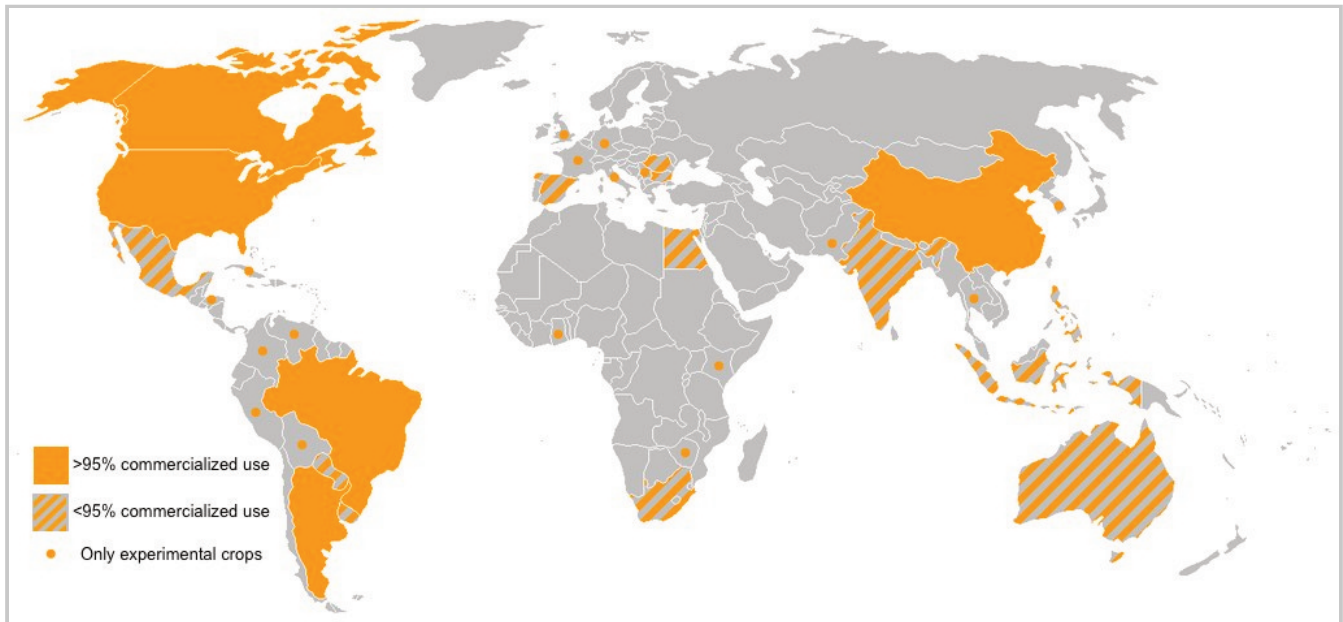 >95% commercialized use
<95% commercialized use
Only experimental crops